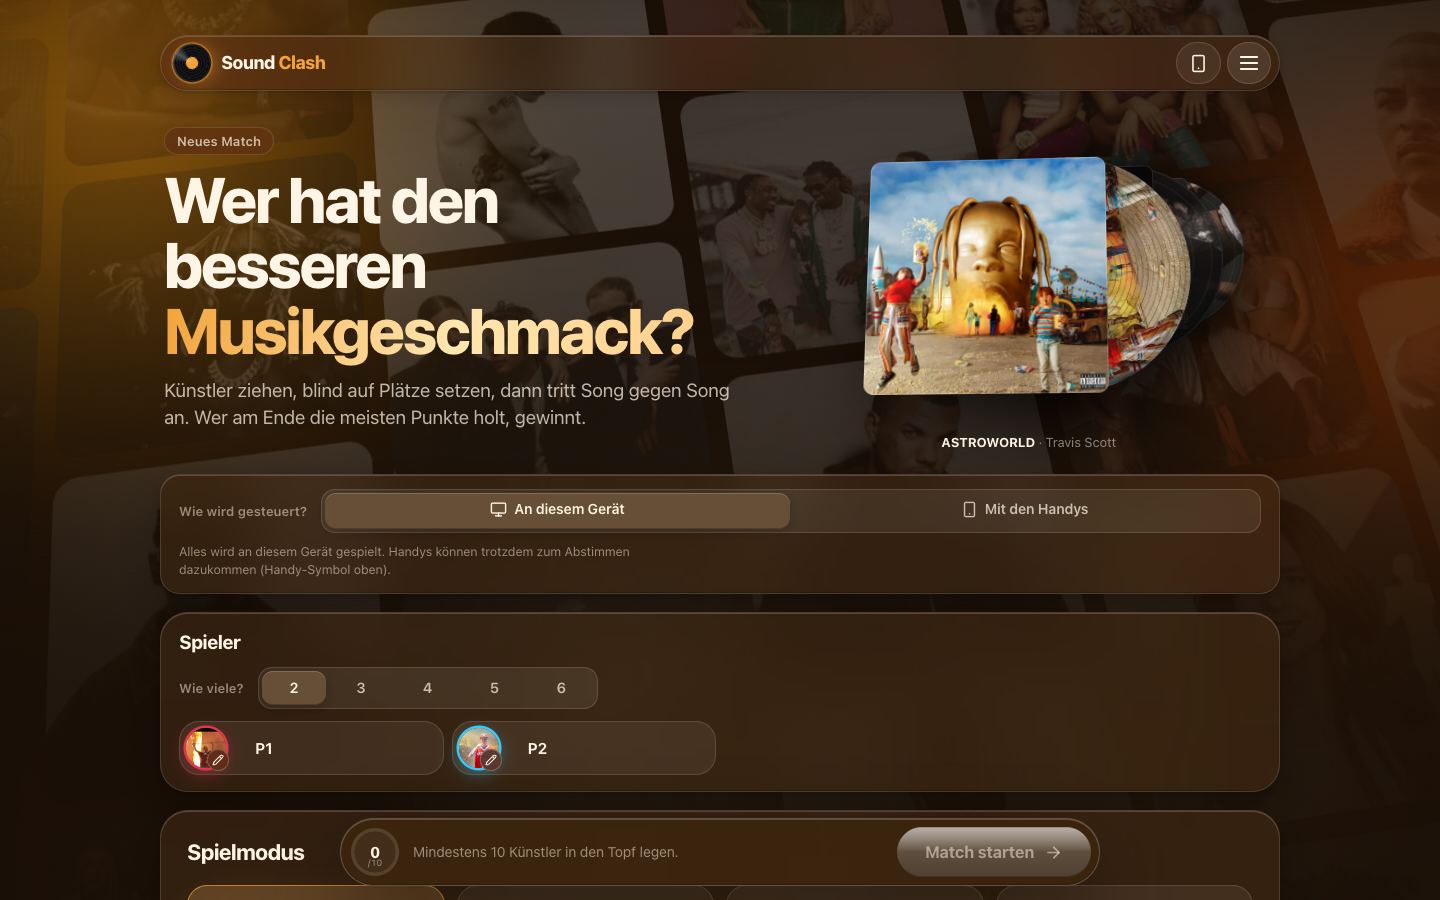 Sound Clash
Neues Match
Wer hat den
besseren
Musikgeschmack?
Künstler ziehen, blind auf Plätze setzen, dann tritt Song gegen Song
an. Wer am Ende die meisten Punkte holt, gewinnt.
ASTROWORLD · Travis Scott
Wie wird gesteuert?
An diesem Gerät
Mit den Handys
Alles wird an diesem Gerät gespielt. Handys können trotzdem zum Abstimmen
dazukommen (Handy-Symbol oben).
Spieler
Wie viele?
2
3
4
5
6
P1
P2
Spielmodus
0
/10
Mindestens 10 Künstler in den Topf legen.
Match starten